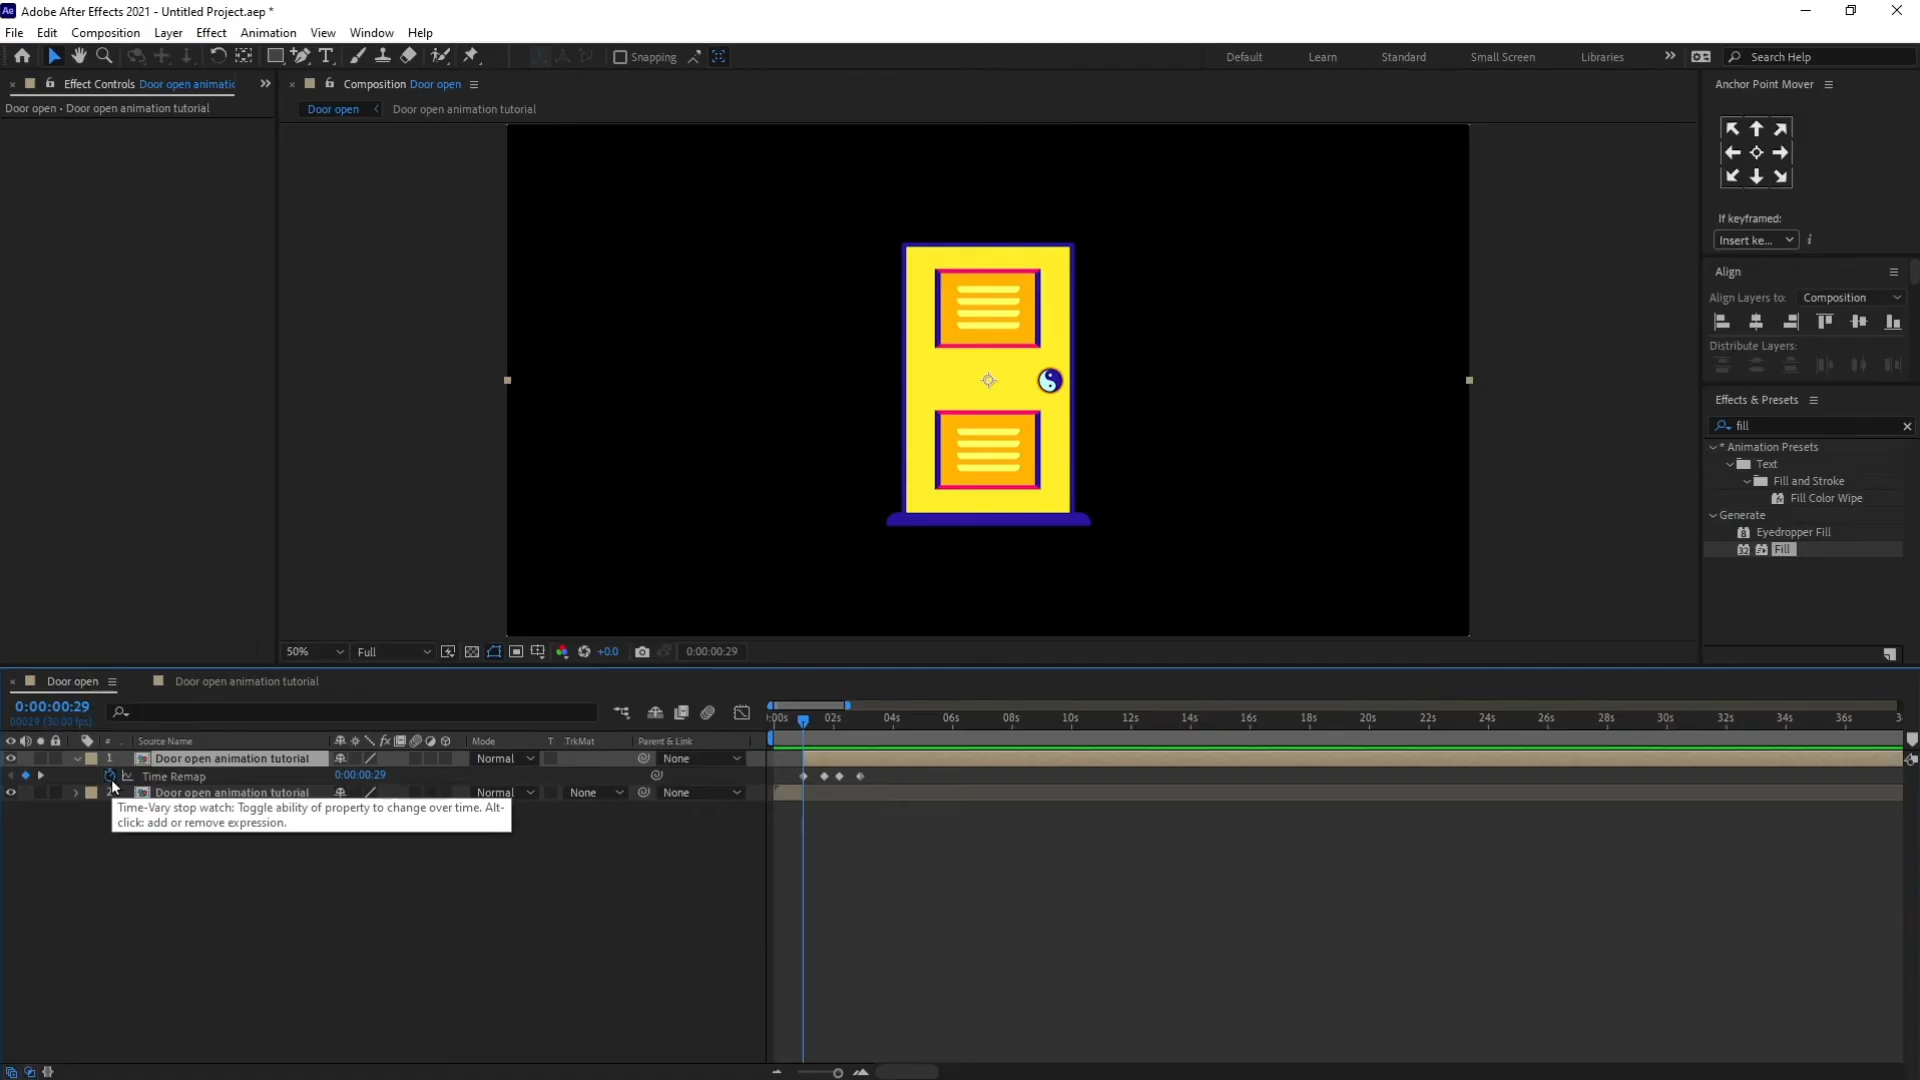 Adobe After Effects 2021 - Untitled Project.aep *
File Edit Composition Layer Effect Animation View Window Help
Snapping Default Learn Standard Small Screen Libraries Search Help
Effect Controls Door open animatic
Composition Door open
Anchor Point Mover
Door open • Door open animation tutorial
Door open Door open animation tutorial
If keyframed:
Insert ke...
Align
Align Layers to: Composition
Distribute Layers:
Effects & Presets
fill
* Animation Presets
Text
Fill and Stroke
Fill Color Wipe
Generate
Eyedropper Fill
Fill
50% Full +0.0 0:00:00:29
Door open Door open animation tutorial
0:00:00:29
00029 (30.00 fps)
:00s 02s 04s 06s 08s 10s 12s 14s 16s 18s 20s 22s 24s 26s 28s 30s 32s 34s 36s
# Source Name fx Mode T .TrkMat Parent & Link
1 Door open animation tutorial Normal None
Time Remap 0:00:00:29
2 Door open animation tutorial Normal None None
Time-Vary stop watch: Toggle ability of property to change over time. Alt-
click: add or remove expression.